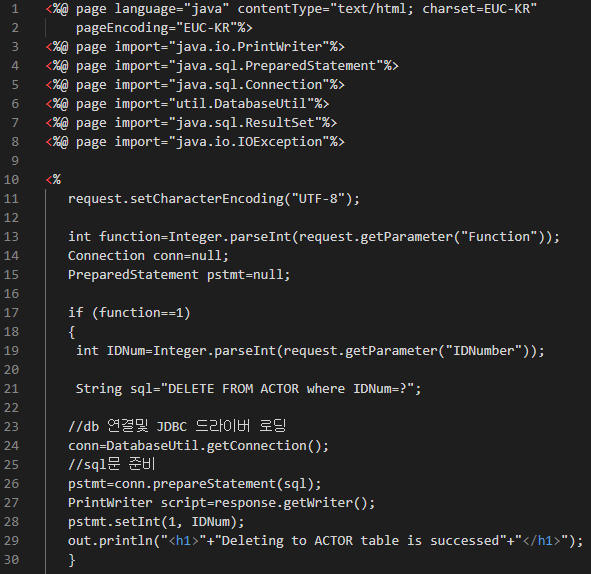 1 <%@ page language="java" contentType="text/html; charset=EUC-KR"
2 pageEncoding="EUC-KR"%>
3 <%@ page import="java.io.PrintWriter"%>
4 <%@ page import="java.sql.PreparedStatement"%>
5 <%@ page import="java.sql.Connection"%>
6 <%@ page import="util.DatabaseUtil"%>
7 <%@ page import="java.sql.ResultSet"%>
8 <%@ page import="java.io.IOException"%>
9
10 <%
11 request.setCharacterEncoding("UTF-8");
12
13 int function=Integer.parseInt(request.getParameter("Function"));
14 Connection conn=null;
15 PreparedStatement pstmt=null;
16
17 if (function==1)
18 {
19 int IDNum=Integer.parseInt(request.getParameter("IDNumber"));
20
21 String sql="DELETE FROM ACTOR where IDNum=?";
22
23 //db 연결및 JDBC 드라이버 로딩
24 conn=DatabaseUtil.getConnection();
25 //sql문 준비
26 pstmt=conn.prepareStatement(sql);
27 PrintWriter script=response.getWriter();
28 pstmt.setInt(1, IDNum);
29 out.println("<h1>"+"Deleting to ACTOR table is successed"+"</h1>");
30 }